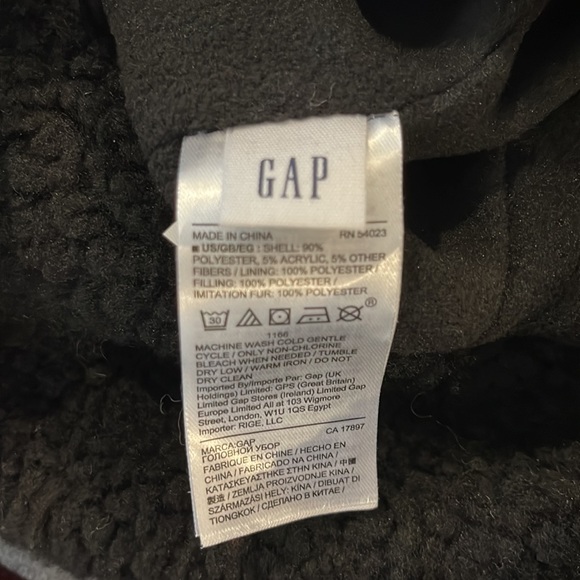 GAP
MADE IN CHINA RN 54023
US/GB/EG : SHELL: 90%
POLYESTER, 5% ACRYLIC, 5% OTHER
FIBERS / LINING: 100% POLYESTER /
FILLING: 100% POLYESTER /
IMITATION FUR: 100% POLYESTER
30 ®
1166
MACHINE WASH COLD GENTLE
CYCLE / ONLY NON-CHLORINE
BLEACH WHEN NEEDED / TUMBLE
DRY LOW / WARM IRON / DO NOT
DRY CLEAN
Imported by/Importe Par: Gap (UK
Holdings) Limited: GPS (Great Britain)
Limited Gap Stores (Ireland) Limited Gap
Europe Limited All at 103 Wigmore
Street, London, W1U 1QS Egypt
Importer: RIGE, LLC
CA 17897
MARCA:GAP
ГОЛОВНОЙ УБОР
FABRIQUE EN CHINE / HECHO EN
CHINA / FABRICADO NA CHINA /
ΚΑΤΑΣΚΕΥΑΣΤΗΚΕ ΣΤΗΝ ΚΙΝΑ / 中國
製造 / ZEMLJA PROIZVODNJE KINA /
SZÁRMAZÁSI HELY: KÍNA / DIBUAT DI
TIONGKOK / СДЕЛАНО В КИТАЕ /